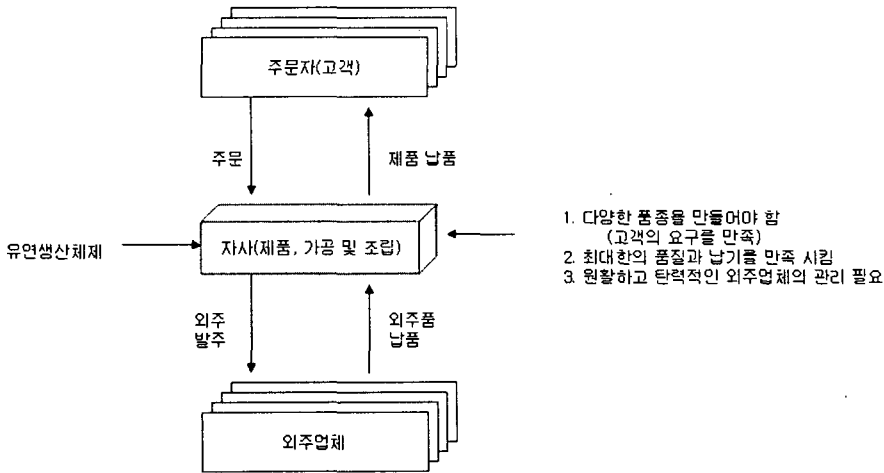 주문자(고객)
주문
제품 납품
유연생산체제
자사(제품, 가공 및 조립)
1. 다양한 품종을 만들어야 함
(고객의 요구를 만족)
2. 최대한의 품질과 납기를 만족 시킴
3. 원활하고 탄력적인 외주업체의 관리 필요
외주
발주
외주품
납품
외주업체